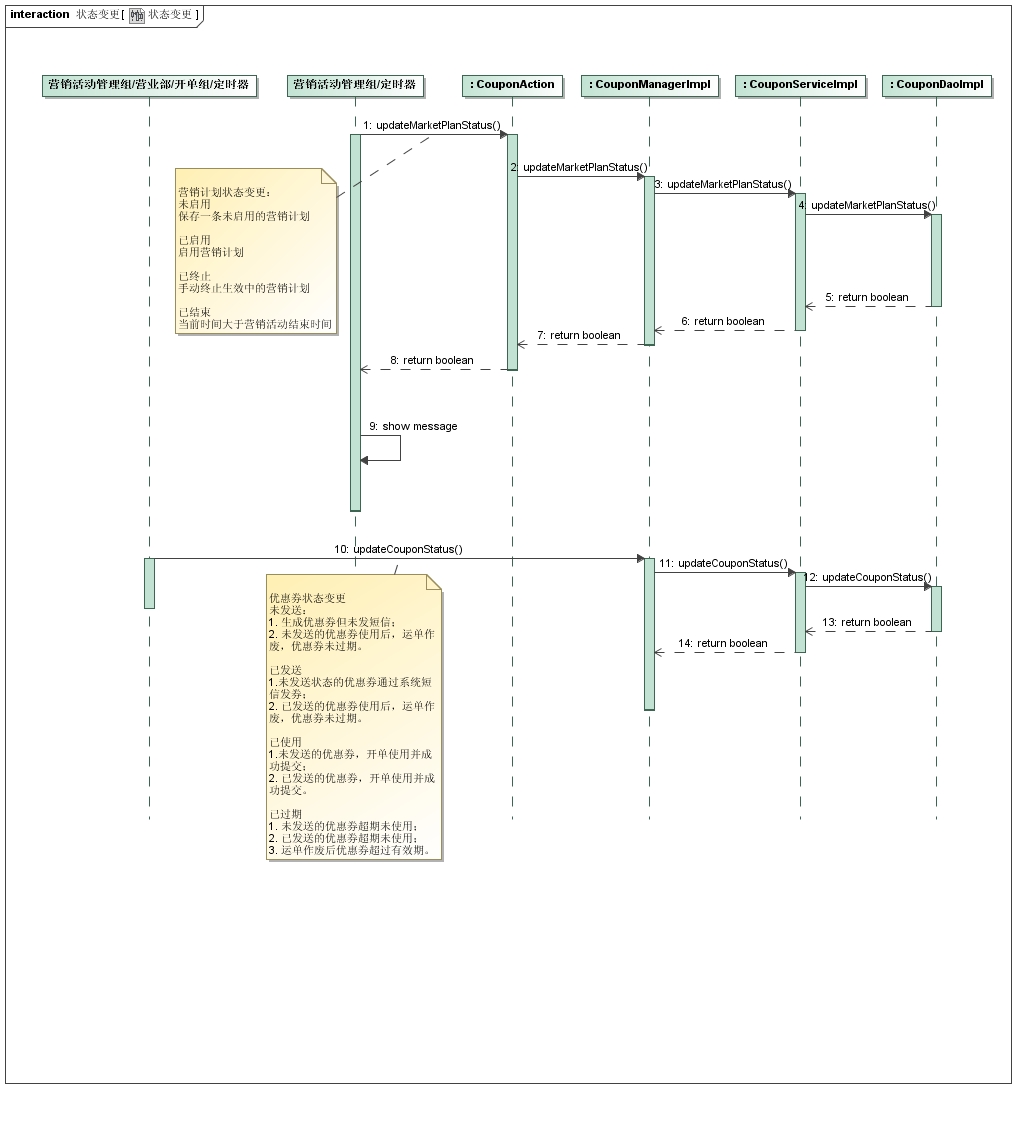 interaction 状态变更[ 状态变更 ]
营销活动管理组/营业部/开单组/定时器
营销活动管理组/定时器
: CouponAction
: CouponManagerImpl
: CouponServiceImpl
: CouponDaoImpl
1: updateMarketPlanStatus()
2: updateMarketPlanStatus()
3: updateMarketPlanStatus()
4: updateMarketPlanStatus()
营销计划状态变更：
未启用
保存一条未启用的营销计划
已启用
启用营销计划
已终止
手动终止生效中的营销计划
已结束
当前时间大于营销活动结束时间
5: return boolean
6: return boolean
7: return boolean
8: return boolean
9: show message
10: updateCouponStatus()
11: updateCouponStatus()
12: updateCouponStatus()
13: return boolean
14: return boolean
优惠券状态变更
未发送：
1. 生成优惠券但未发短信；
2. 未发送的优惠券使用后，运单作
废，优惠券未过期。
已发送
1.未发送状态的优惠券通过系统短
信发券；
2. 已发送的优惠券使用后，运单作
废，优惠券未过期。
已使用
1.未发送的优惠券，开单使用并成
功提交；
2. 已发送的优惠券，开单使用并成
功提交。
已过期
1. 未发送的优惠券超期未使用；
2. 已发送的优惠券超期未使用；
3. 运单作废后优惠券超过有效期。